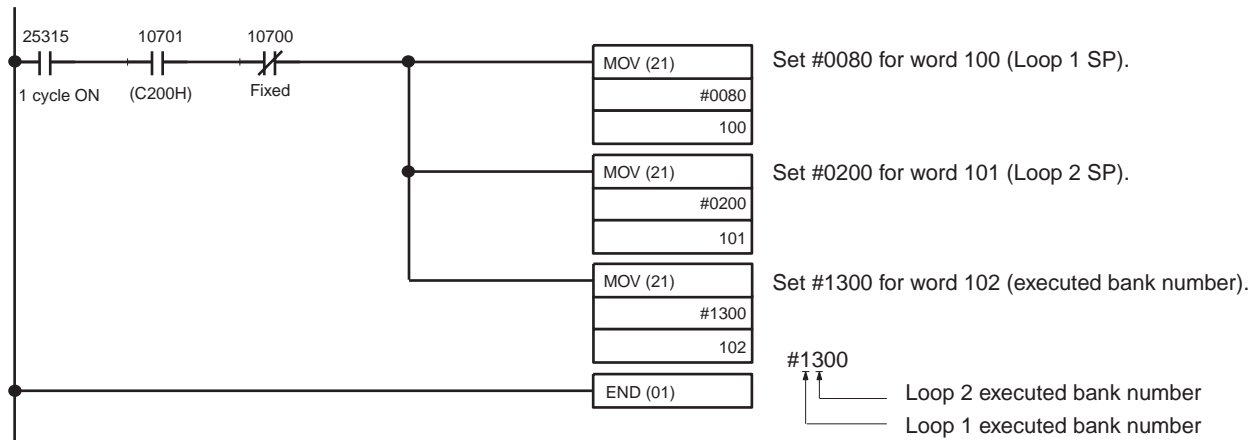 25315 10701 10700
1 cycle ON (C200H) Fixed
MOV (21) Set #0080 for word 100 (Loop 1 SP).
#0080
100
MOV (21) Set #0200 for word 101 (Loop 2 SP).
#0200
101
MOV (21) Set #1300 for word 102 (executed bank number).
#1300
102
#1300
END (01)
Loop 2 executed bank number
Loop 1 executed bank number